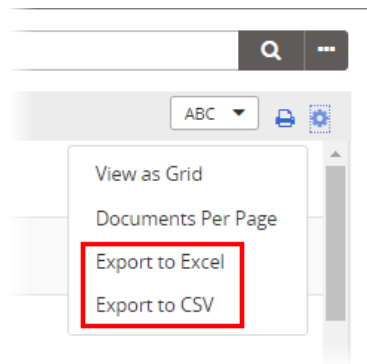 ABC
View as Grid
Documents Per Page
Export to Excel
Export to CSV